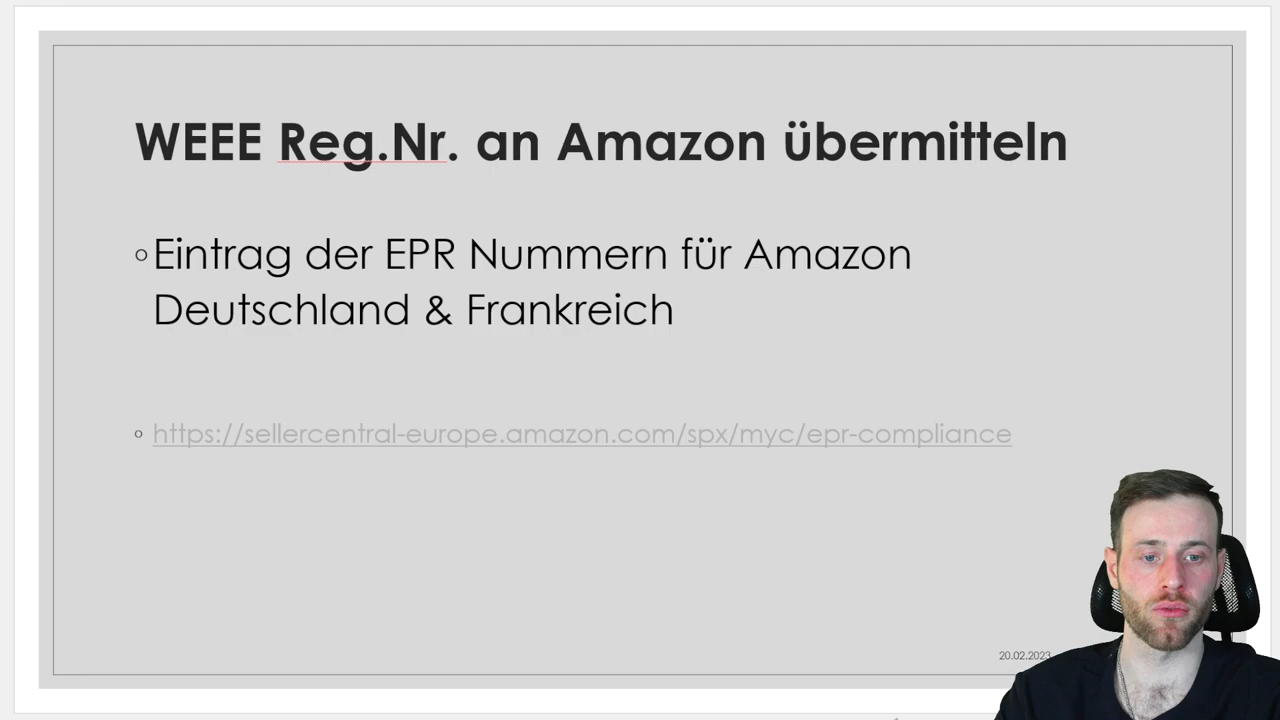 WEEE Reg.Nr. an Amazon übermitteln
Eintrag der EPR Nummern für Amazon
Deutschland & Frankreich
https://sellercentral-europe.amazon.com/spx/myc/epr-compliance
20.02.2023